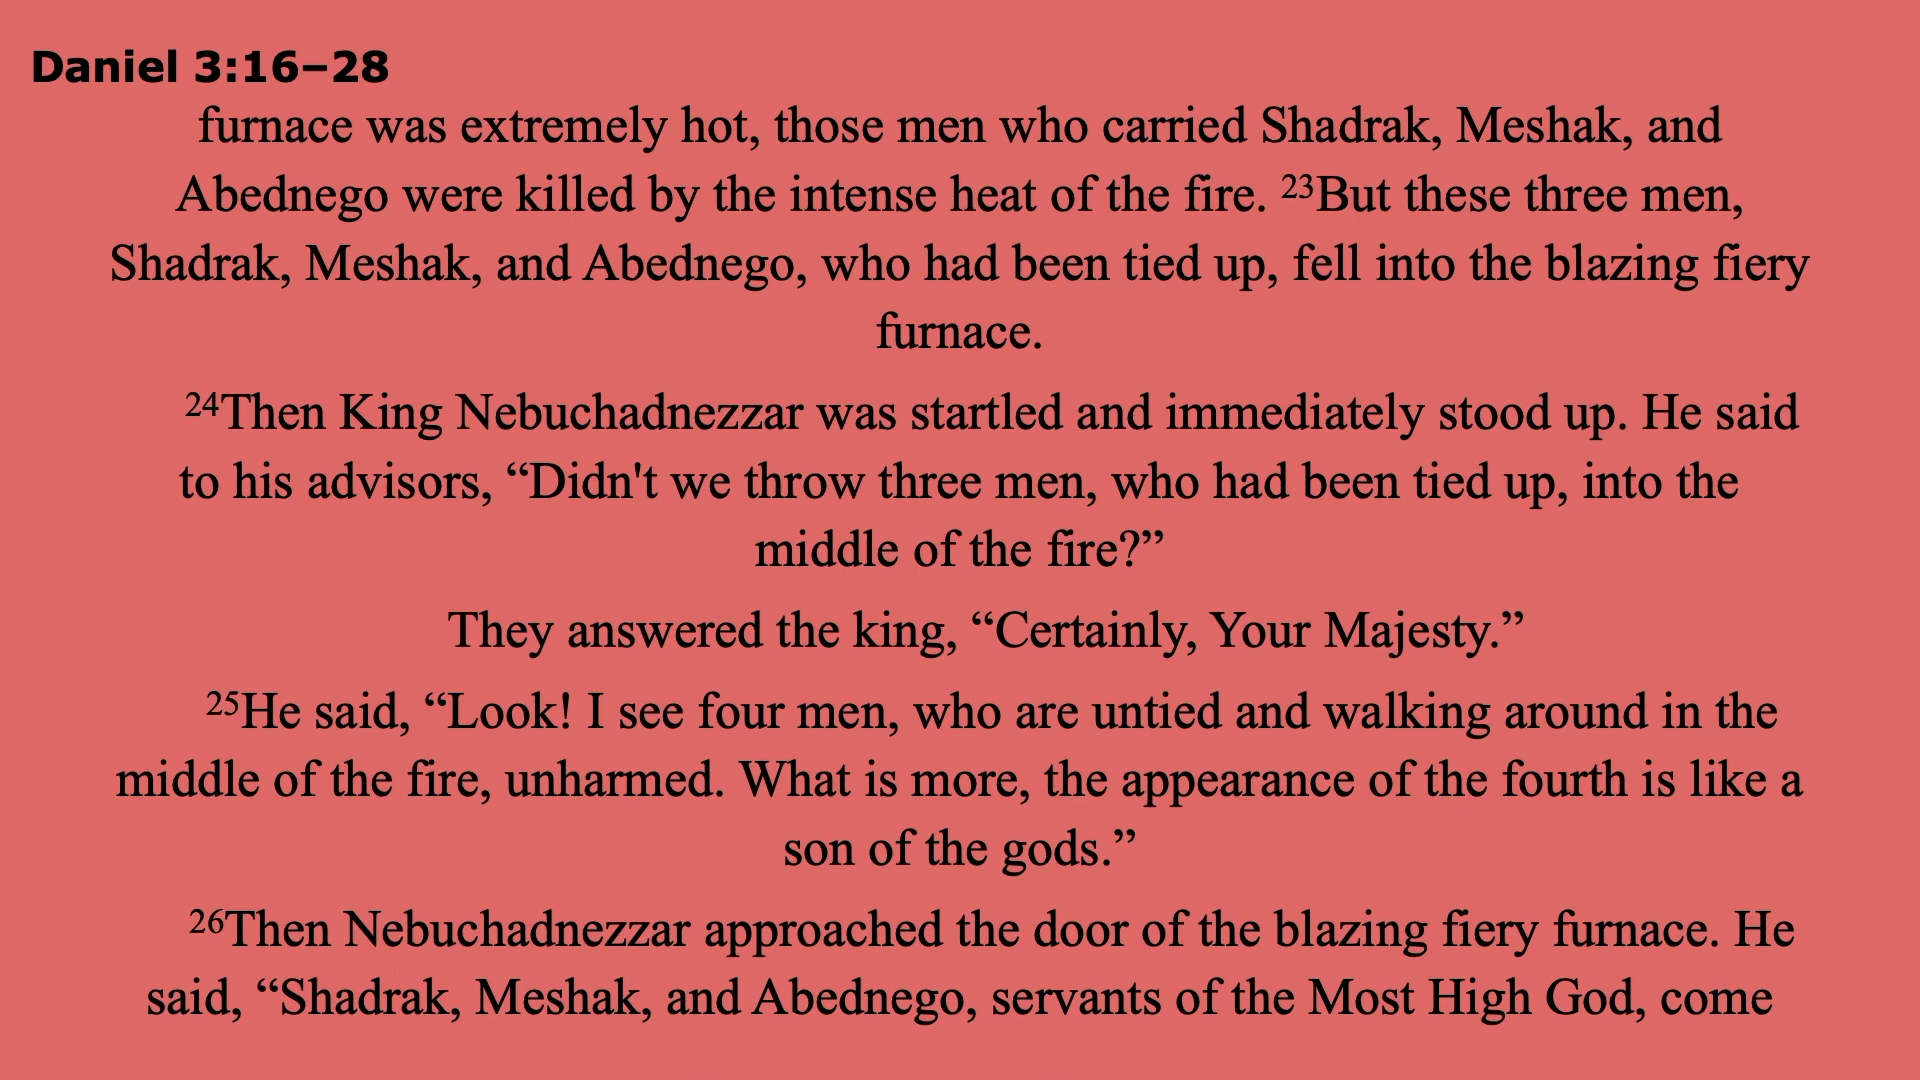 Daniel 3:16–28
furnace was extremely hot, those men who carried Shadrak, Meshak, and
Abednego were killed by the intense heat of the fire. ²³But these three men,
Shadrak, Meshak, and Abednego, who had been tied up, fell into the blazing fiery
furnace.
²⁴Then King Nebuchadnezzar was startled and immediately stood up. He said
to his advisors, “Didn't we throw three men, who had been tied up, into the
middle of the fire?”
They answered the king, “Certainly, Your Majesty.”
²⁵He said, “Look! I see four men, who are untied and walking around in the
middle of the fire, unharmed. What is more, the appearance of the fourth is like a
son of the gods.”
²⁶Then Nebuchadnezzar approached the door of the blazing fiery furnace. He
said, “Shadrak, Meshak, and Abednego, servants of the Most High God, come